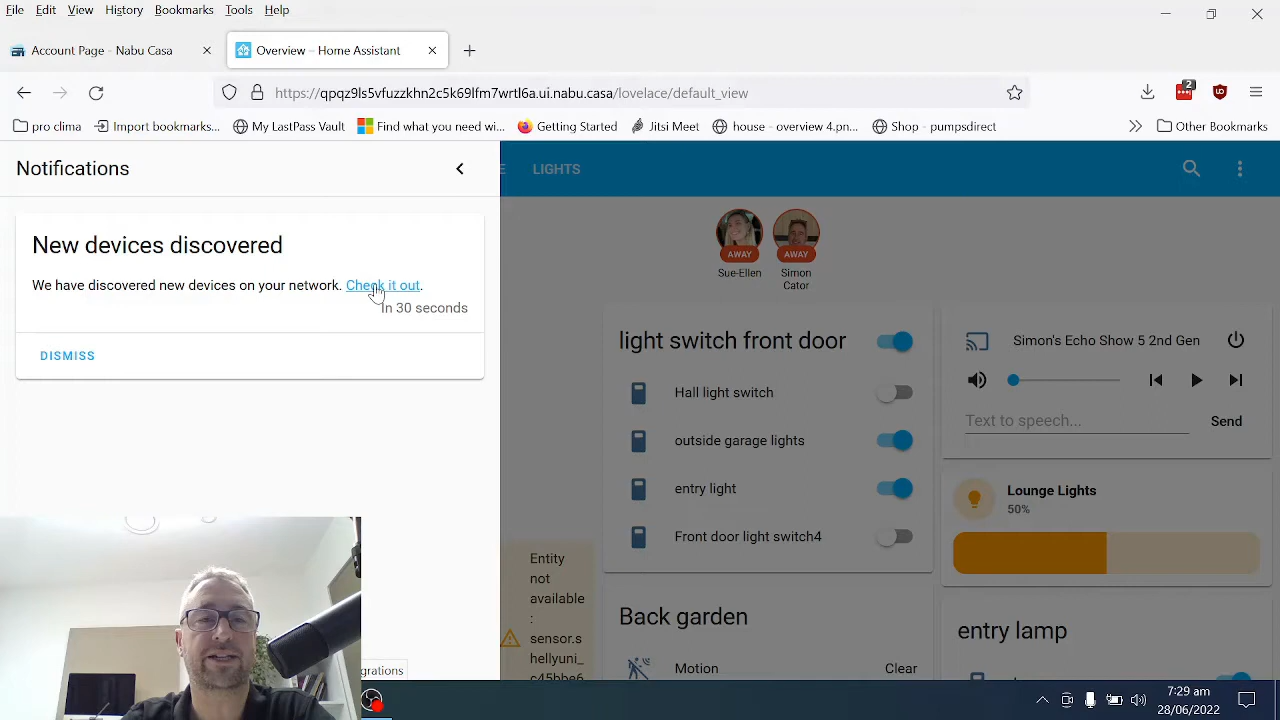 File Edit View History Bookmarks Tools Help
Account Page - Nabu Casa
Overview – Home Assistant
https://qpqz9ls5vfuzzkhn2c5k69lfm7wrtl6a.ui.nabu.casa/lovelace/default_view
2
pro clima
Import bookmarks...
My LastPass Vault
Find what you need wi...
Getting Started
Jitsi Meet
house - overview 4.pn...
Shop - pumpsdirect
Other Bookmarks
Notifications
E
LIGHTS
New devices discovered
We have discovered new devices on your network. Check it out.
In 30 seconds
DISMISS
AWAY
AWAY
Sue-Ellen
Simon
Cator
light switch front door
Hall light switch
outside garage lights
entry light
Front door light switch4
Simon's Echo Show 5 2nd Gen
Text to speech...
Send
Lounge Lights
50%
Entity
not
available
:
sensor.s
hellyuni_
c45bbe6
Back garden
Motion
Clear
entry lamp
grations
7:29 am
28/06/2022